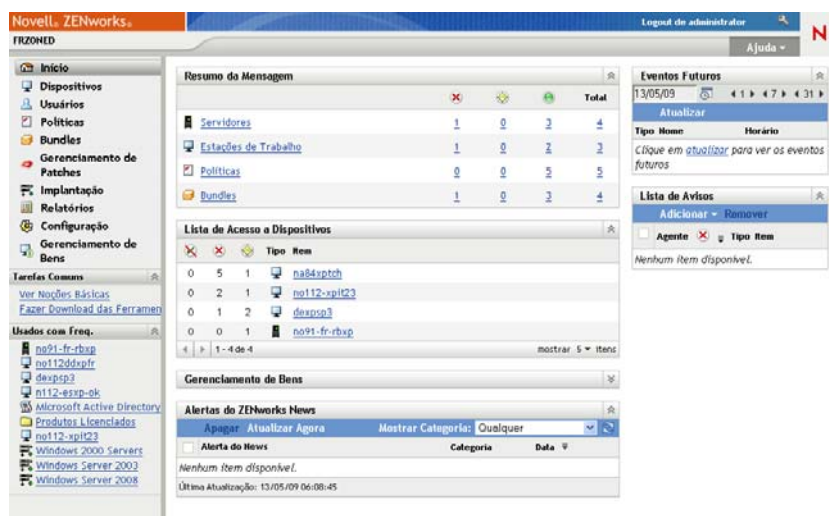 Novell® ZENworks®
Logout de administrator
FRZONED
N
Ajuda
Início
Dispositivos
Usuários
Políticas
Bundles
Gerenciamento de Patches
Implantação
Relatórios
Configuração
Gerenciamento de Bens
Tarefas Comuns
Ver Noções Básicas
Fazer Download das Ferramen
Usados com Freq.
no91-fr-rbxp
no112ddxpfr
dexpsp3
n112-esxp-ok
Microsoft Active Directory
Produtos Licenciados
no112-xpit23
Windows 2000 Servers
Windows Server 2003
Windows Server 2008
Resumo da Mensagem
Total
Servidores 1 0 3 4
Estações de Trabalho 1 0 2 3
Políticas 0 0 5 5
Bundles 1 0 3 4
Lista de Acesso a Dispositivos
Tipo Item
0 5 1 na84xptch
0 2 1 no112-xpit23
0 1 2 dexpsp3
0 0 1 no91-fr-rbxp
1 - 4 de 4 mostrar 5 itens
Gerenciamento de Bens
Alertas do ZENworks News
Apagar Atualizar Agora Mostrar Categoria: Qualquer
Alerta do News Categoria Data
Nenhum item disponível.
Última Atualização: 13/05/09 06:08:45
Eventos Futuros
13/05/09 1 7 31
Atualizar
Tipo Nome Horário
Clique em atualizar para ver os eventos
futuros
Lista de Avisos
Adicionar Remover
Agente Tipo Item
Nenhum item disponível.